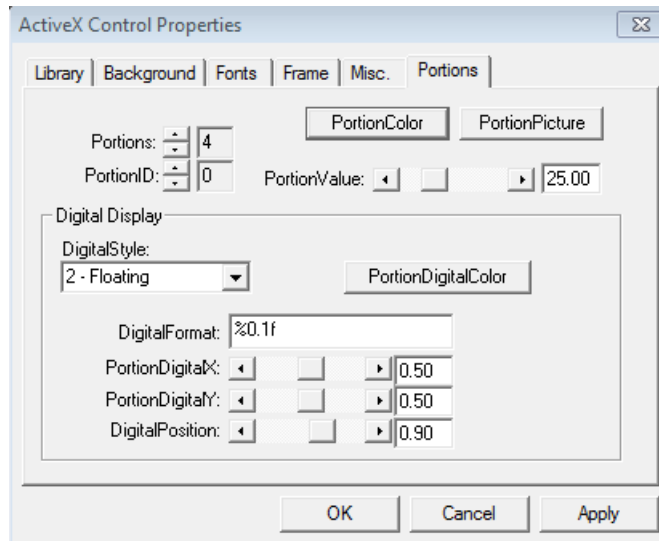 ActiveX Control Properties
Library Background Fonts Frame Misc. Portions
PortionColor PortionPicture
Portions: 4
PortionID: 0 PortionValue: 25.00
Digital Display
DigitalStyle:
2 - Floating PortionDigitalColor
DigitalFormat: %0.1f
PortionDigitalX: 0.50
PortionDigitalY: 0.50
DigitalPosition: 0.90
OK Cancel Apply